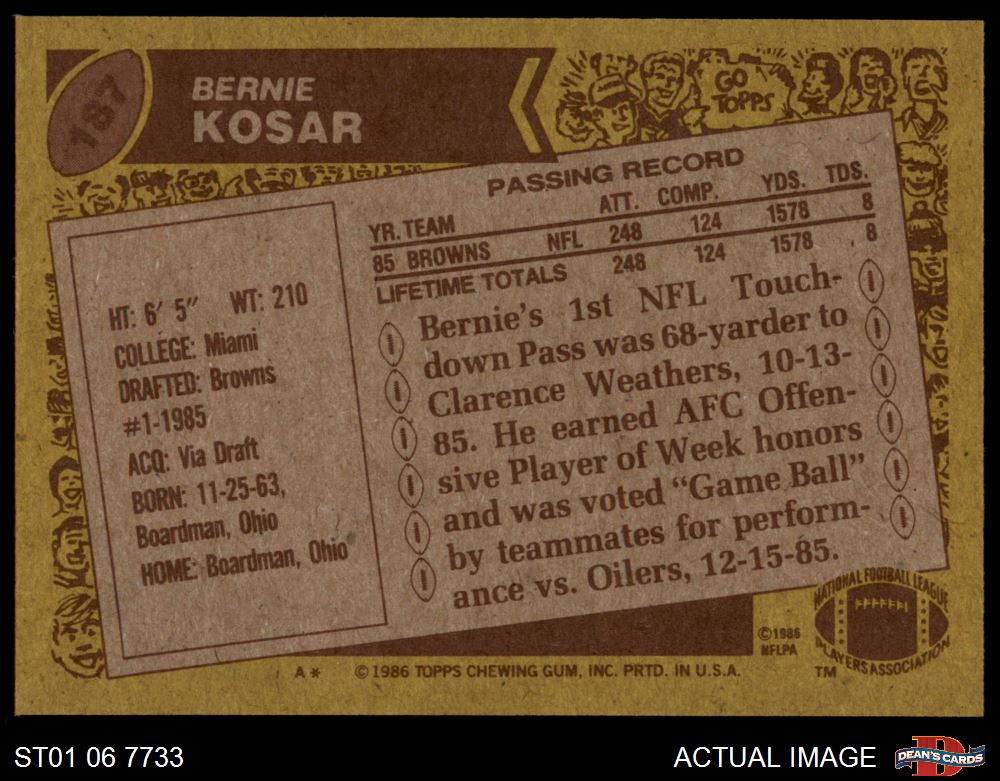 187
BERNIE
KOSAR
GO
TOPPS
PASSING RECORD
YR. TEAM ATT. COMP. YDS. TDS.
85 BROWNS NFL 248 124 1578 8
LIFETIME TOTALS 248 124 1578 8
HT: 6′ 5″ WT: 210
COLLEGE: Miami
DRAFTED: Browns
#1-1985
ACQ: Via Draft
BORN: 11-25-63,
Boardman, Ohio
HOME: Boardman, Ohio
Bernie's 1st NFL Touch-
down Pass was 68-yarder to
Clarence Weathers, 10-13-
85. He earned AFC Offen-
sive Player of Week honors
and was voted “Game Ball”
by teammates for perform-
ance vs. Oilers, 12-15-85.
©1986
NFLPA
NATIONAL FOOTBALL LEAGUE
PLAYERS ASSOCIATION
TM
A* ©1986 TOPPS CHEWING GUM, INC. PRTD. IN U.S.A.
ST01 06 7733
ACTUAL IMAGE
D
DEAN'S CARDS